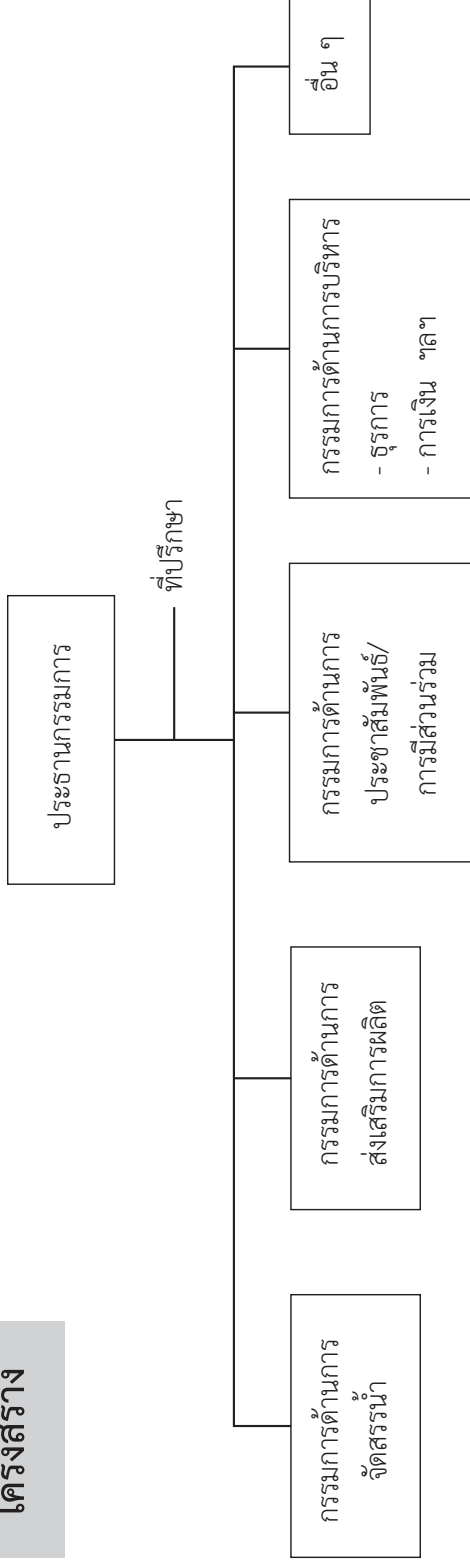 โครงสร้าง
ประธานกรรมการ
ที่ปรึกษา
กรรมการด้านการ
จัดสรรน้ำ
กรรมการด้านการ
ส่งเสริมการผลิต
กรรมการด้านการ
ประชาสัมพันธ์/
การมีส่วนร่วม
กรรมการด้านการบริหาร
- ธุรการ
- การเงิน ฯลฯ
อื่น ๆ